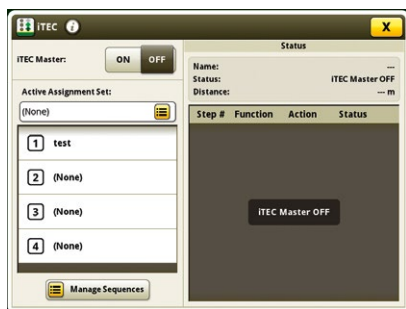 iTEC
X
iTEC Master: ON OFF
Active Assignment Set:
(None)
1 test
2 (None)
3 (None)
4 (None)
Manage Sequences
Status
Name: ---
Status: iTEC Master OFF
Distance: --- m
Step # Function Action Status
iTEC Master OFF